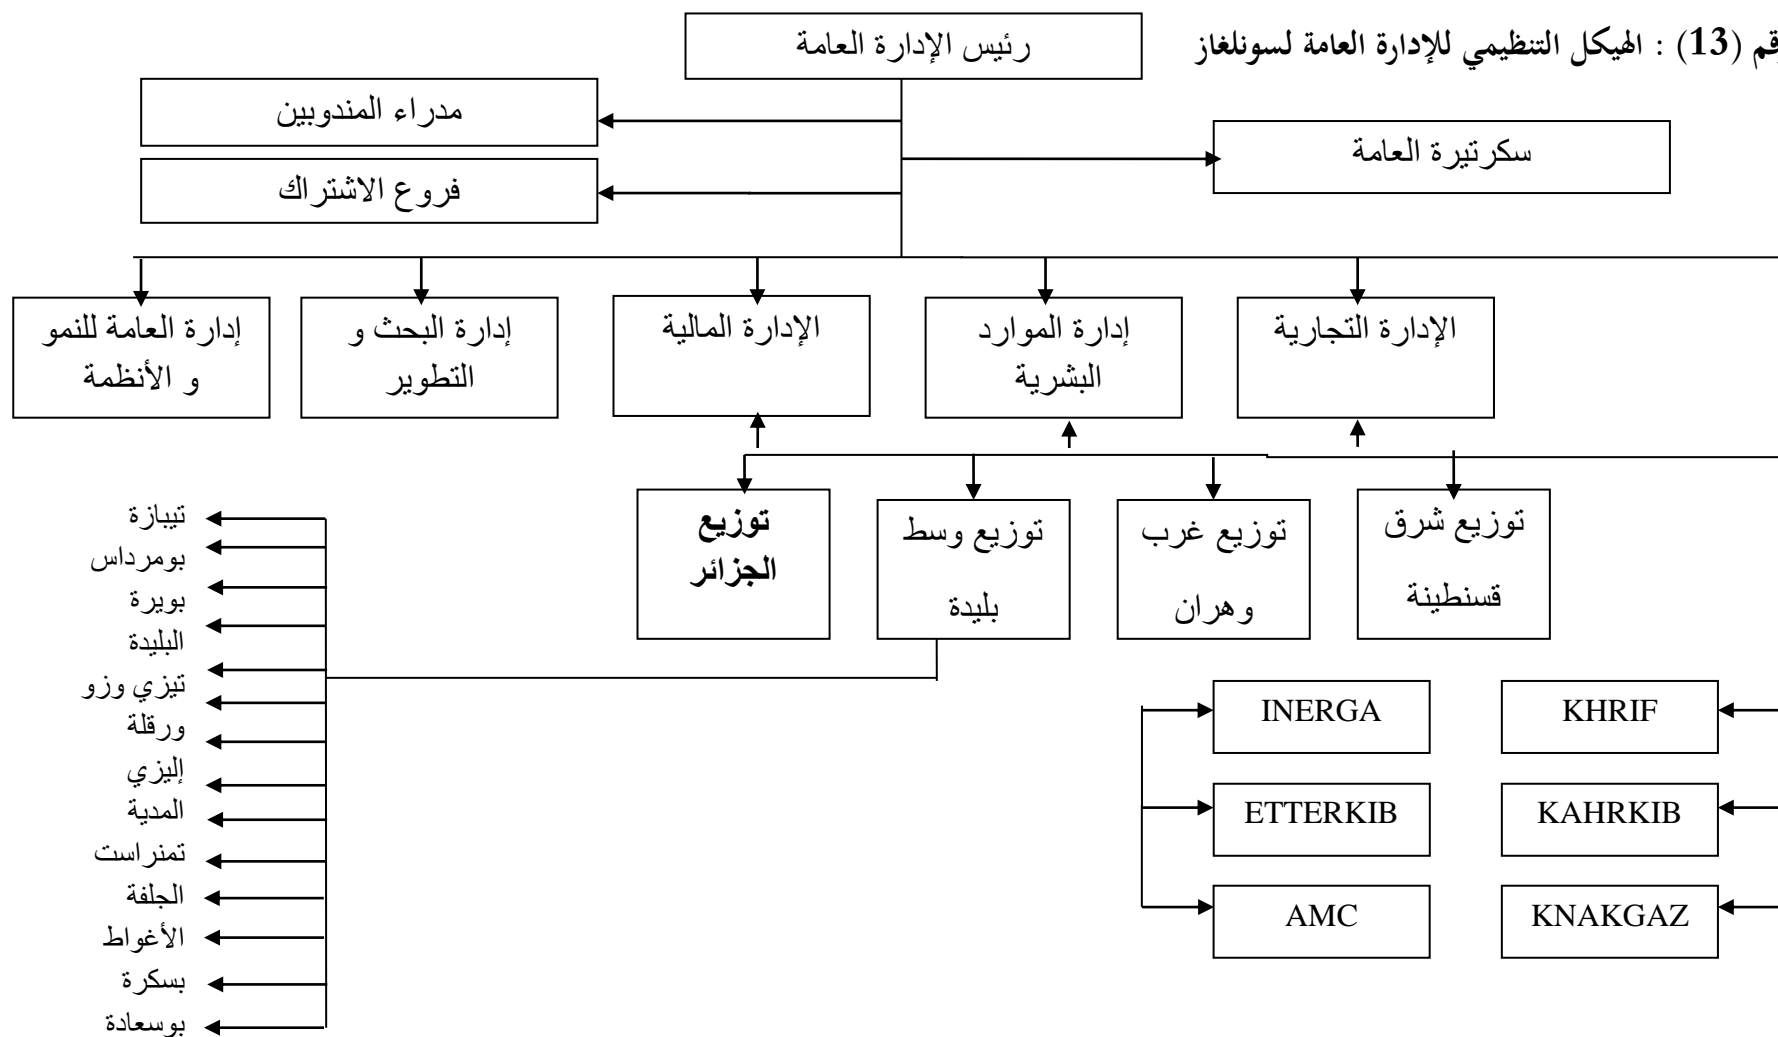 رقم (13) : الهيكل التنظيمي للإدارة العامة لسونلغاز
رئيس الإدارة العامة
مدراء المندوبين
سكرتيرة العامة
فروع الاشتراك
الإدارة التجارية
إدارة الموارد
البشرية
الإدارة المالية
إدارة البحث و
التطوير
إدارة العامة للنمو
و الأنظمة
توزيع شرق
قسنطينة
توزيع غرب
وهران
توزيع وسط
بليدة
توزيع
الجزائر
تيبازة
بومرداس
بويرة
البليدة
تيزي وزو
ورقلة
إليزي
المدية
تمنراست
الجلفة
الأغواط
بسكرة
بوسعادة
INERGA
KHRIF
ETTERKIB
KAHRKIB
AMC
KNAKGAZ